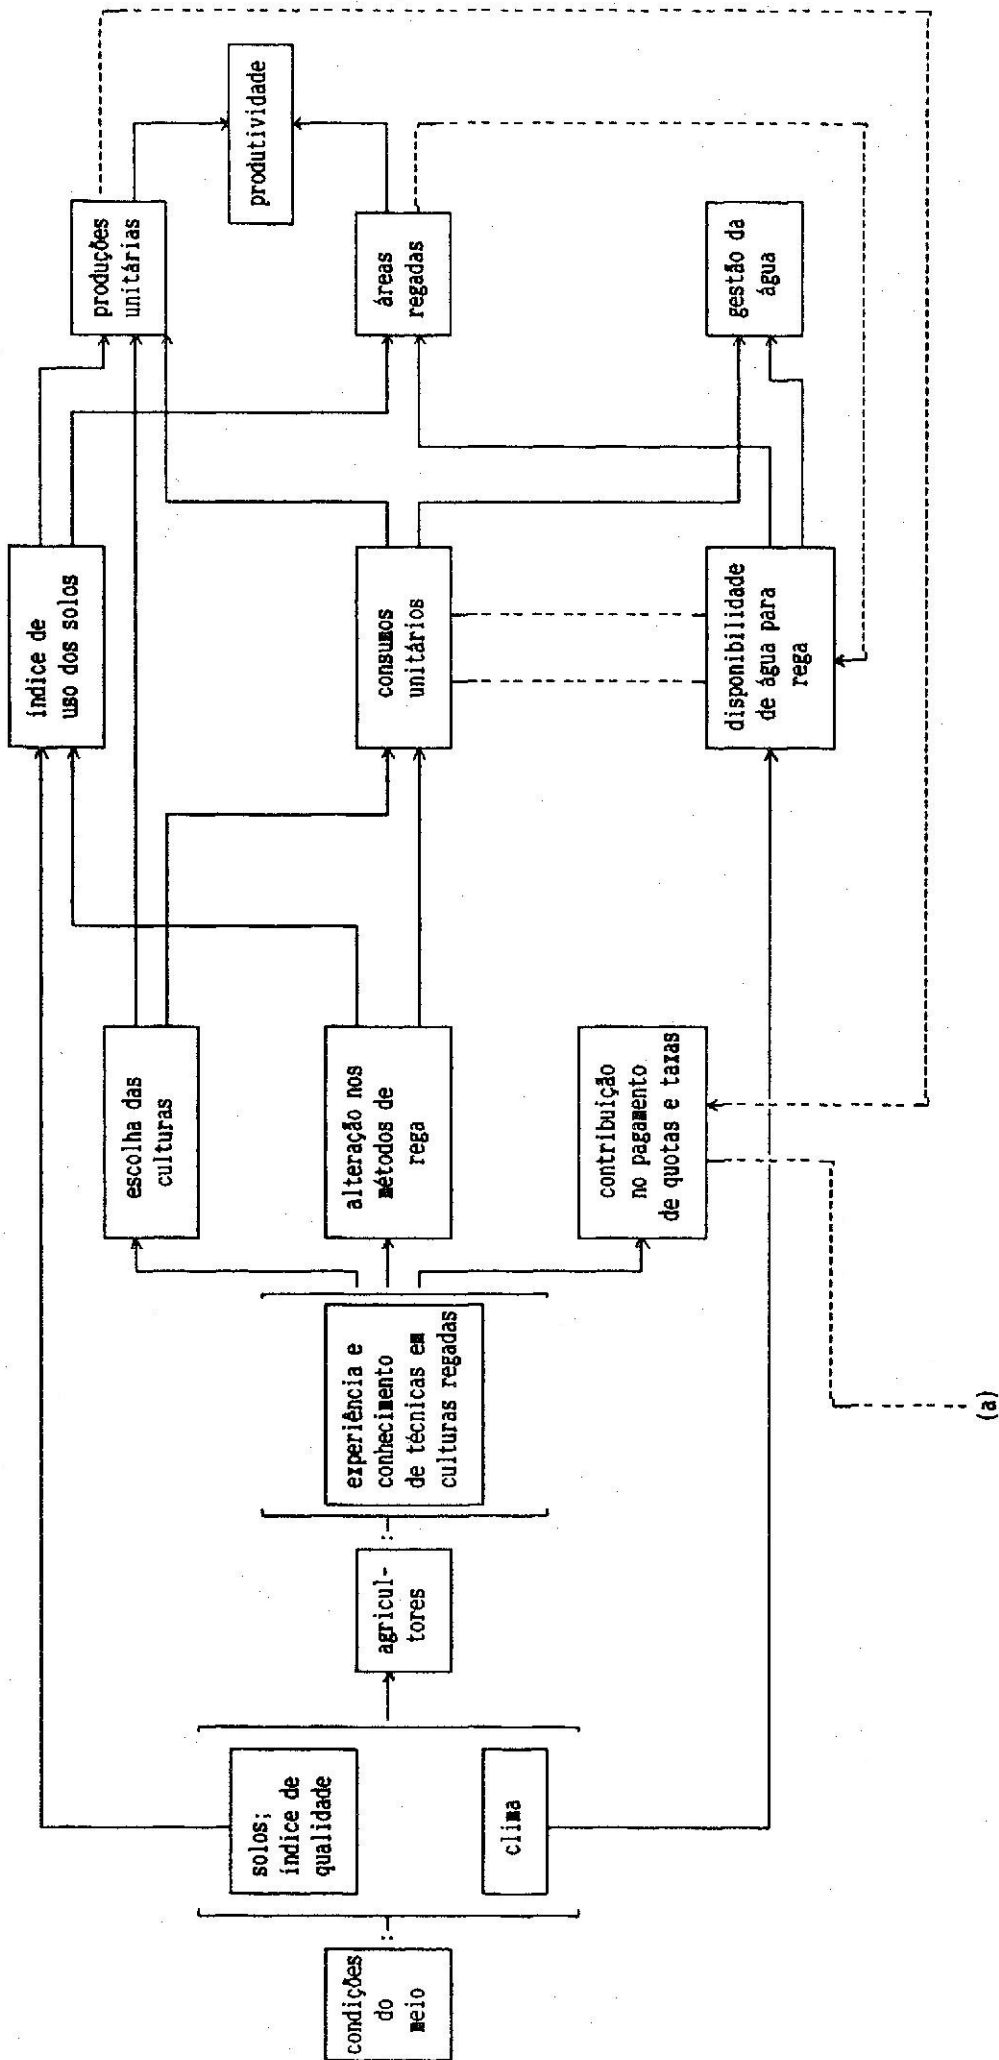 condições
do
meio
solos;
índice de
qualidade
clima
agricul-
tores
experiência e
conhecimento
de técnicas em
culturas regadas
escolha das
culturas
alteração nos
métodos de
rega
contribuição
no pagamento
de quotas e taxas
índice de
uso dos solos
consumos
unitários
disponibilidade
de água para
rega
produções
unitárias
áreas
regadas
gestão da
água
produtividade
(a)